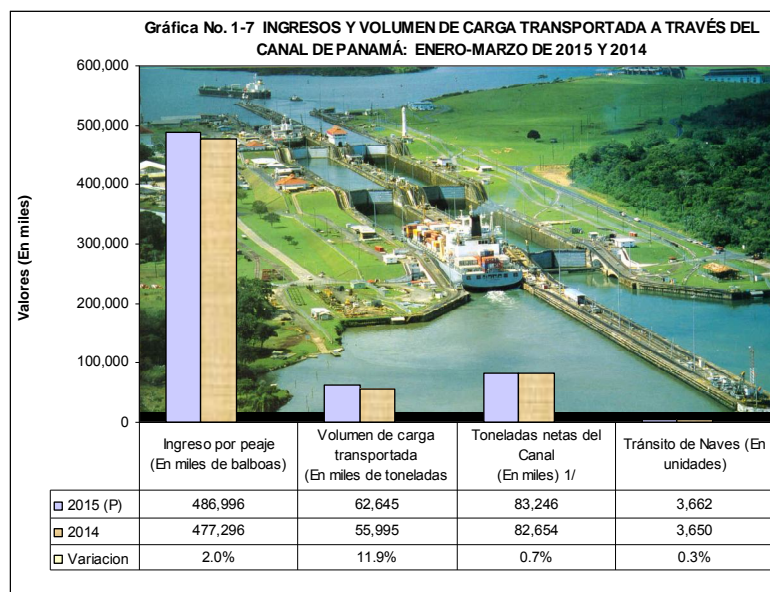 Gráfica No. 1-7 INGRESOS Y VOLUMEN DE CARGA TRANSPORTADA A TRAVÉS DEL
CANAL DE PANAMÁ: ENERO-MARZO DE 2015 Y 2014
Valores (En miles)
600,000
500,000
400,000
300,000
200,000
100,000
0
Ingreso por peaje
(En miles de balboas)
Volumen de carga
transportada
(En miles de toneladas
Toneladas netas del
Canal
(En miles) 1/
Tránsito de Naves (En
unidades)
2015 (P) 486,996 62,645 83,246 3,662
2014 477,296 55,995 82,654 3,650
Variacion 2.0% 11.9% 0.7% 0.3%